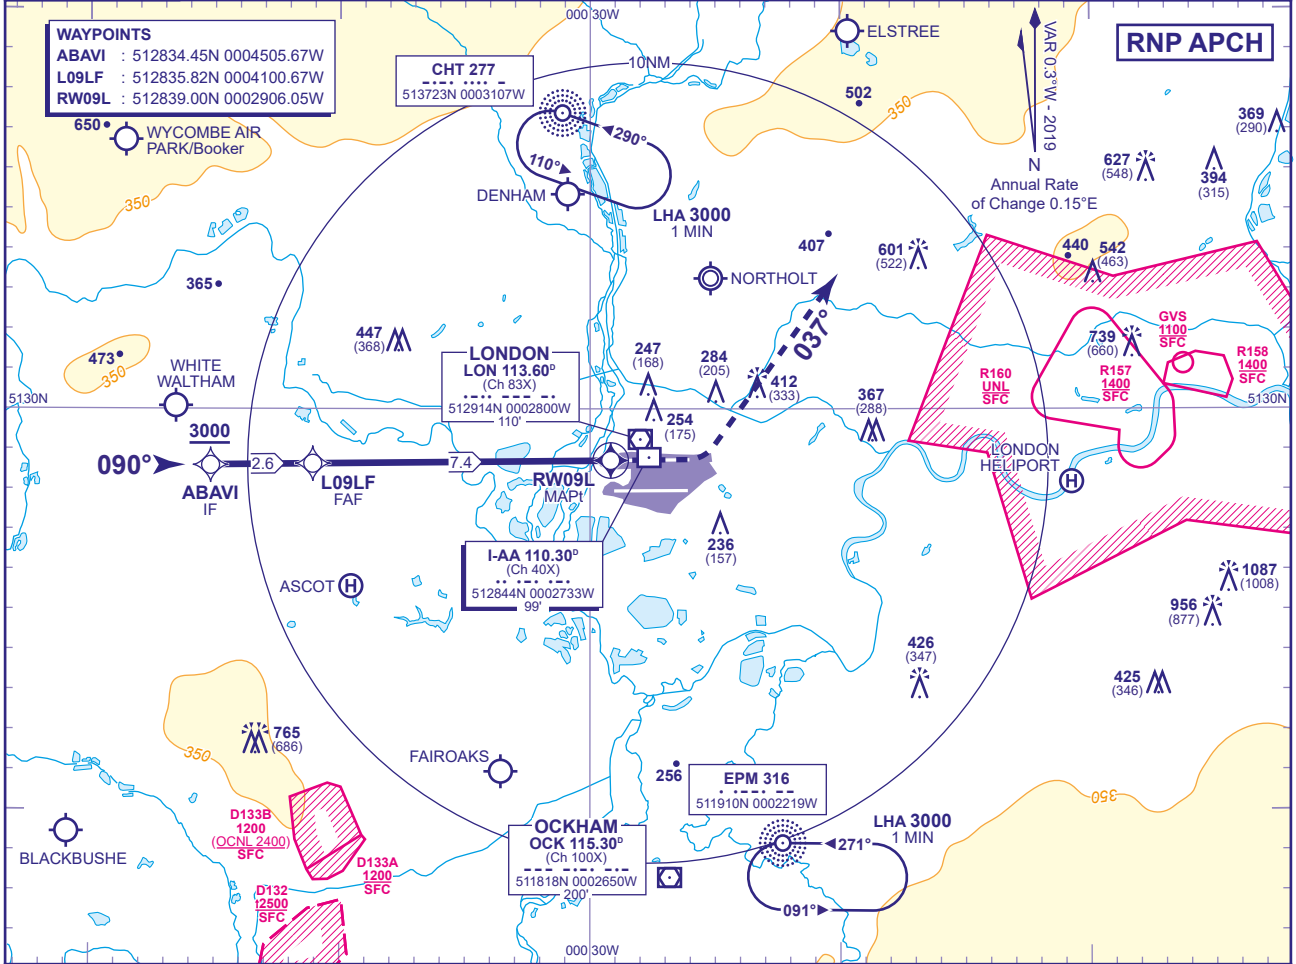 000 30W
WAYPOINTS
ABAVI : 512834.45N 0004505.67W
L09LF : 512835.82N 0004100.67W
RW09L : 512839.00N 0002906.05W
RNP APCH
ELSTREE
VAR 0.3°W - 2019
N
Annual Rate
of Change 0.15°E
10NM
CHT 277
513723N 0003107W
290°
110°
DENHAM
LHA 3000
1 MIN
650
WYCOMBE AIR
PARK/Booker
350
502
350
369
(290)
627
(548)
394
(315)
407
601
(522)
440
542
(463)
NORTHOLT
365
473
350
447
(368)
WHITE
WALTHAM
5130N
LONDON
LON 113.60ᴰ
(Ch 83X)
512914N 0002800W
110'
247
(168)
284
(205)
412
(333)
254
(175)
367
(288)
037°
739
(660)
GVS
1100
SFC
R160
UNL
SFC
R157
1400
SFC
R158
1400
SFC
5130N
LONDON
HELIPORT
H
090°
3000
ABAVI
IF
2.6
L09LF
FAF
7.4
RW09L
MAPt
I-AA 110.30ᴰ
(Ch 40X)
512844N 0002733W
99'
236
(157)
ASCOT
H
1087
(1008)
956
(877)
426
(347)
425
(346)
765
(686)
350
FAIROAKS
256
EPM 316
511910N 0002219W
350
LHA 3000
1 MIN
271°
091°
OCKHAM
OCK 115.30ᴰ
(Ch 100X)
511818N 0002650W
200'
D133B
1200
(OCNL 2400)
SFC
D133A
1200
SFC
D132
2500
SFC
BLACKBUSHE
000 30W